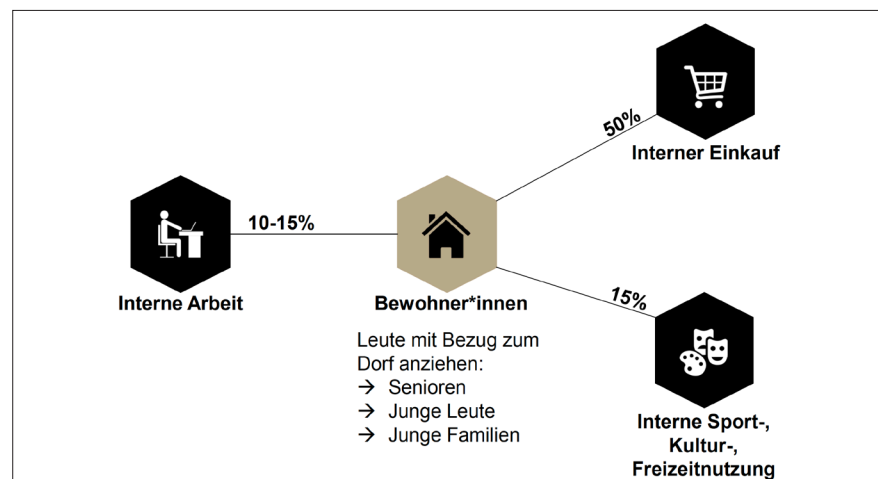 50%
Interner Einkauf
10-15%
Interne Arbeit
Bewohner*innen
Leute mit Bezug zum
Dorf anziehen:
→ Senioren
→ Junge Leute
→ Junge Familien
15%
Interne Sport-,
Kultur-,
Freizeitnutzung